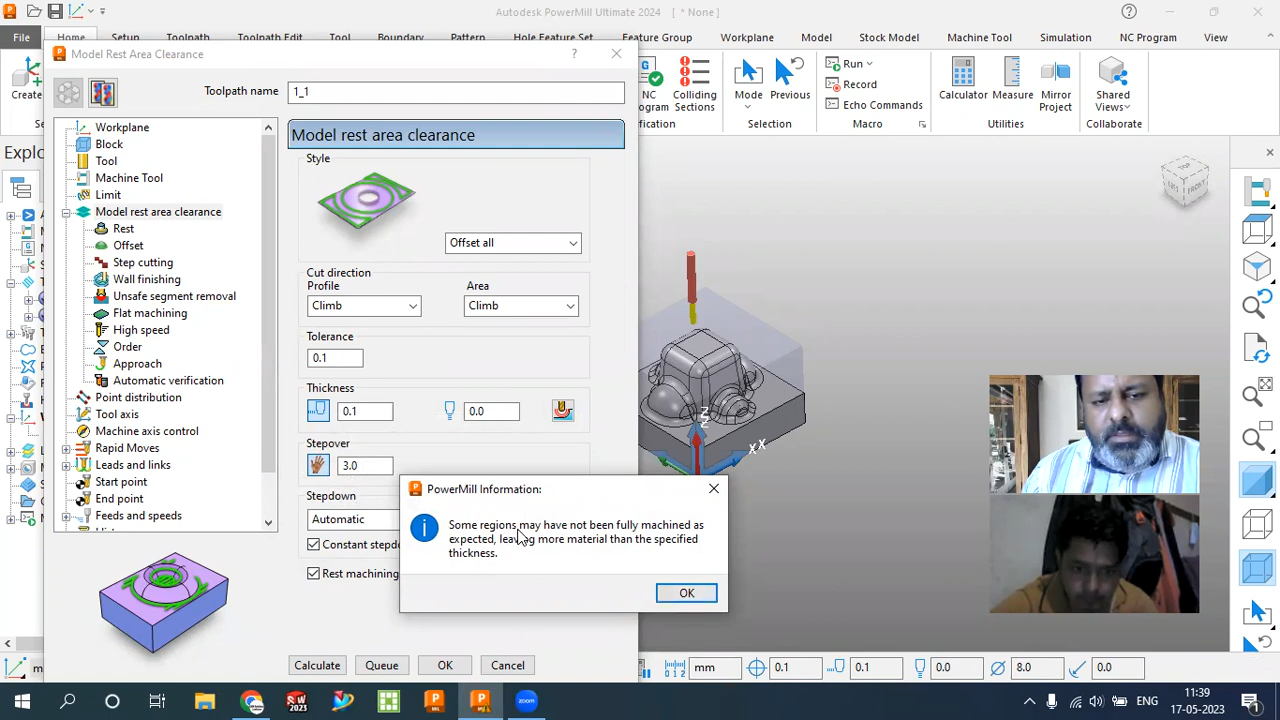 Autodesk PowerMill Ultimate 2024 [ * None ]
File Home Setup Toolpath Toolpath Edit Tool Boundary Pattern Hole Feature Set Feature Group Workplane Model Stock Model Machine Tool Simulation NC Program View
Model Rest Area Clearance
Create
NC
Colliding Sections
Mode
Previous
Selection
Run
Record
Echo Commands
Macro
Calculator
Measure
Mirror Project
Utilities
Shared Views
Collaborate
Toolpath name 1_1
Workplane
Block
Tool
Machine Tool
Limit
Model rest area clearance
Rest
Offset
Step cutting
Wall finishing
Unsafe segment removal
Flat machining
High speed
Order
Approach
Automatic verification
Point distribution
Tool axis
Machine axis control
Rapid Moves
Leads and links
Start point
End point
Feeds and speeds
Model rest area clearance
Style
Offset all
Cut direction
Profile Area
Climb Climb
Tolerance
0.1
Thickness
0.1 0.0
Stepover
3.0
Stepdown
Automatic
Constant stepd
Rest machining
Calculate Queue OK Cancel
PowerMill Information:
Some regions may have not been fully machined as
expected, leaving more material than the specified
thickness.
OK
TOP
FRONT
Z
Z
X X
mm 0.1 0.1 0.0 8.0 0.0
ENG
11:39
17-05-2023